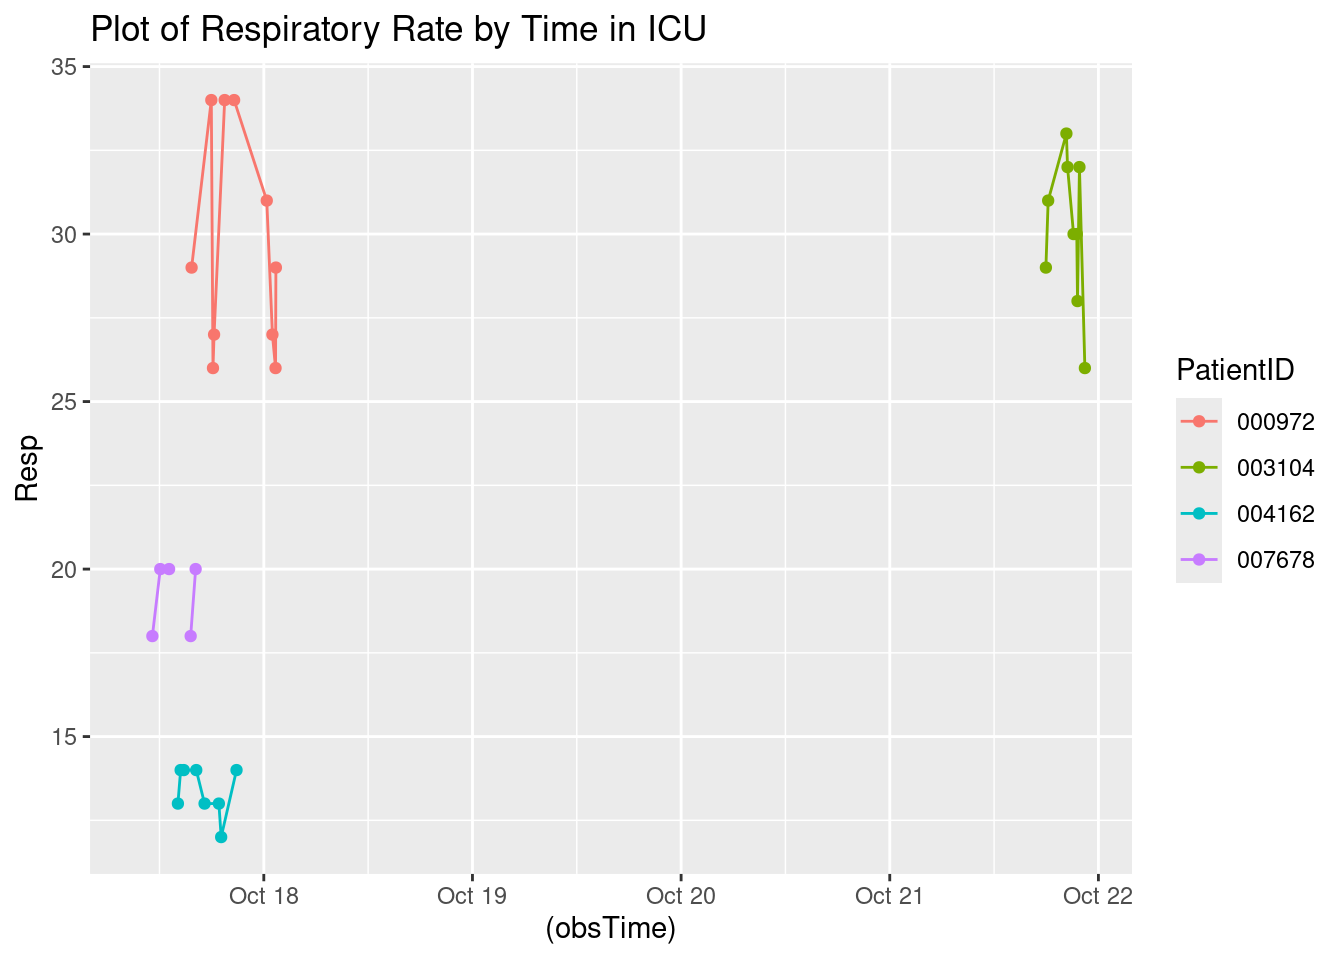 Plot of Respiratory Rate by Time in ICU
35
30
25
20
15
Resp
Oct 18
Oct 19
Oct 20
Oct 21
Oct 22
(obsTime)
PatientID
000972
003104
004162
007678